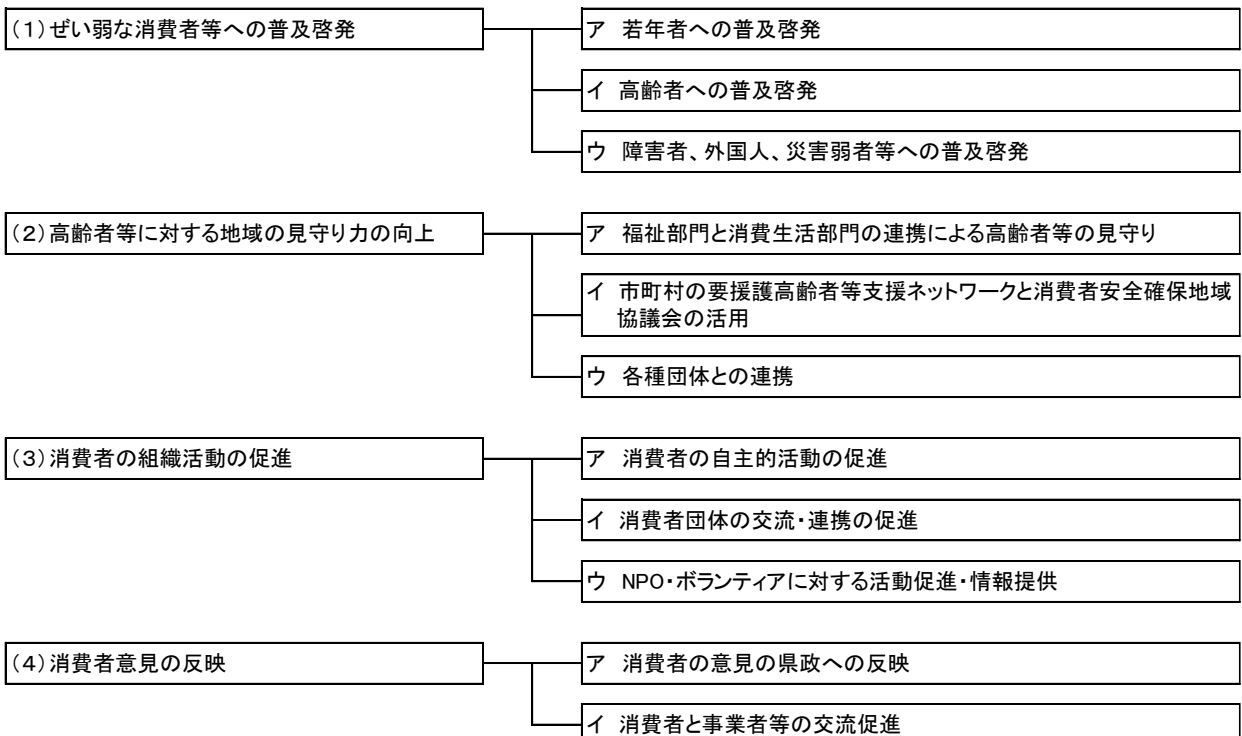 (1)ぜい弱な消費者等への普及啓発
ア 若年者への普及啓発
イ 高齢者への普及啓発
ウ 障害者、外国人、災害弱者等への普及啓発
(2)高齢者等に対する地域の見守り力の向上
ア 福祉部門と消費生活部門の連携による高齢者等の見守り
イ 市町村の要援護高齢者等支援ネットワークと消費者安全確保地域
協議会の活用
ウ 各種団体との連携
(3)消費者の組織活動の促進
ア 消費者の自主的活動の促進
イ 消費者団体の交流・連携の促進
ウ NPO・ボランティアに対する活動促進・情報提供
(4)消費者意見の反映
ア 消費者の意見の県政への反映
イ 消費者と事業者等の交流促進